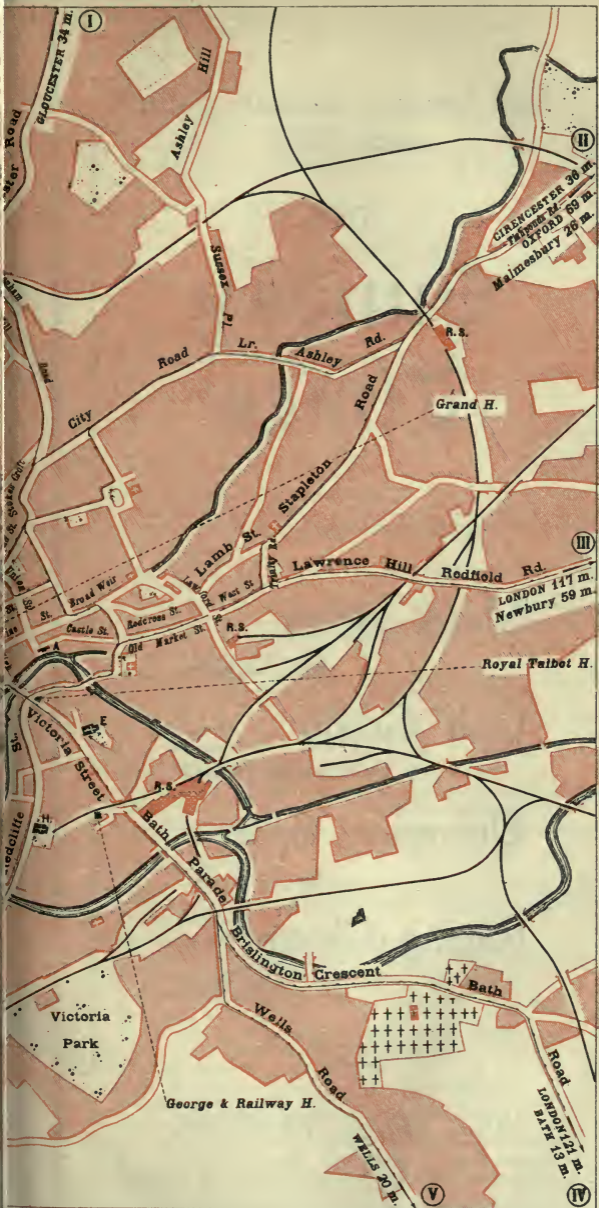 I
GLOUCESTER 34 m.
Ashley Hill
II
CIRENCESTER 36 m.
OXFORD 69 m.
Malmesbury 26 m.
Sussex Pl.
R.S.
City Road
Lr. Ashley Rd.
Stapleton Road
Grand H.
Lamb St.
Trinity Rd.
Lawrence Hill
Redfield Rd.
III
LONDON 117 m.
Newbury 59 m.
Broad Weir
West St.
Castle St.
Redcross St.
Old Market St.
R.S.
A
Royal Talbot H.
Victoria Street
E
R.S.
H.
Bath Parade
Brislington Crescent
Bath Road
Victoria
Park
Wells Road
George & Railway H.
LONDON 121 m.
BATH 13 m.
WELLS 20 m.
V
IV